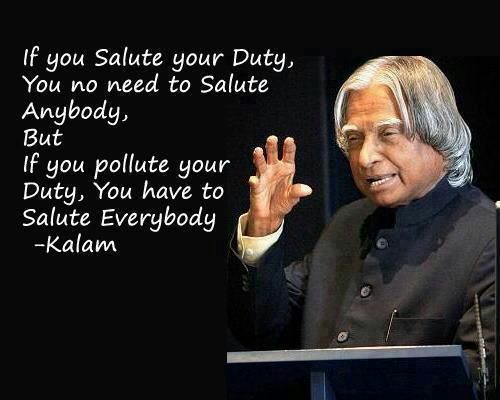 If you Salute your Duty,
You no need to Salute
Anybody,
But
If you pollute your
Duty, You have to
Salute Everybody
-Kalam